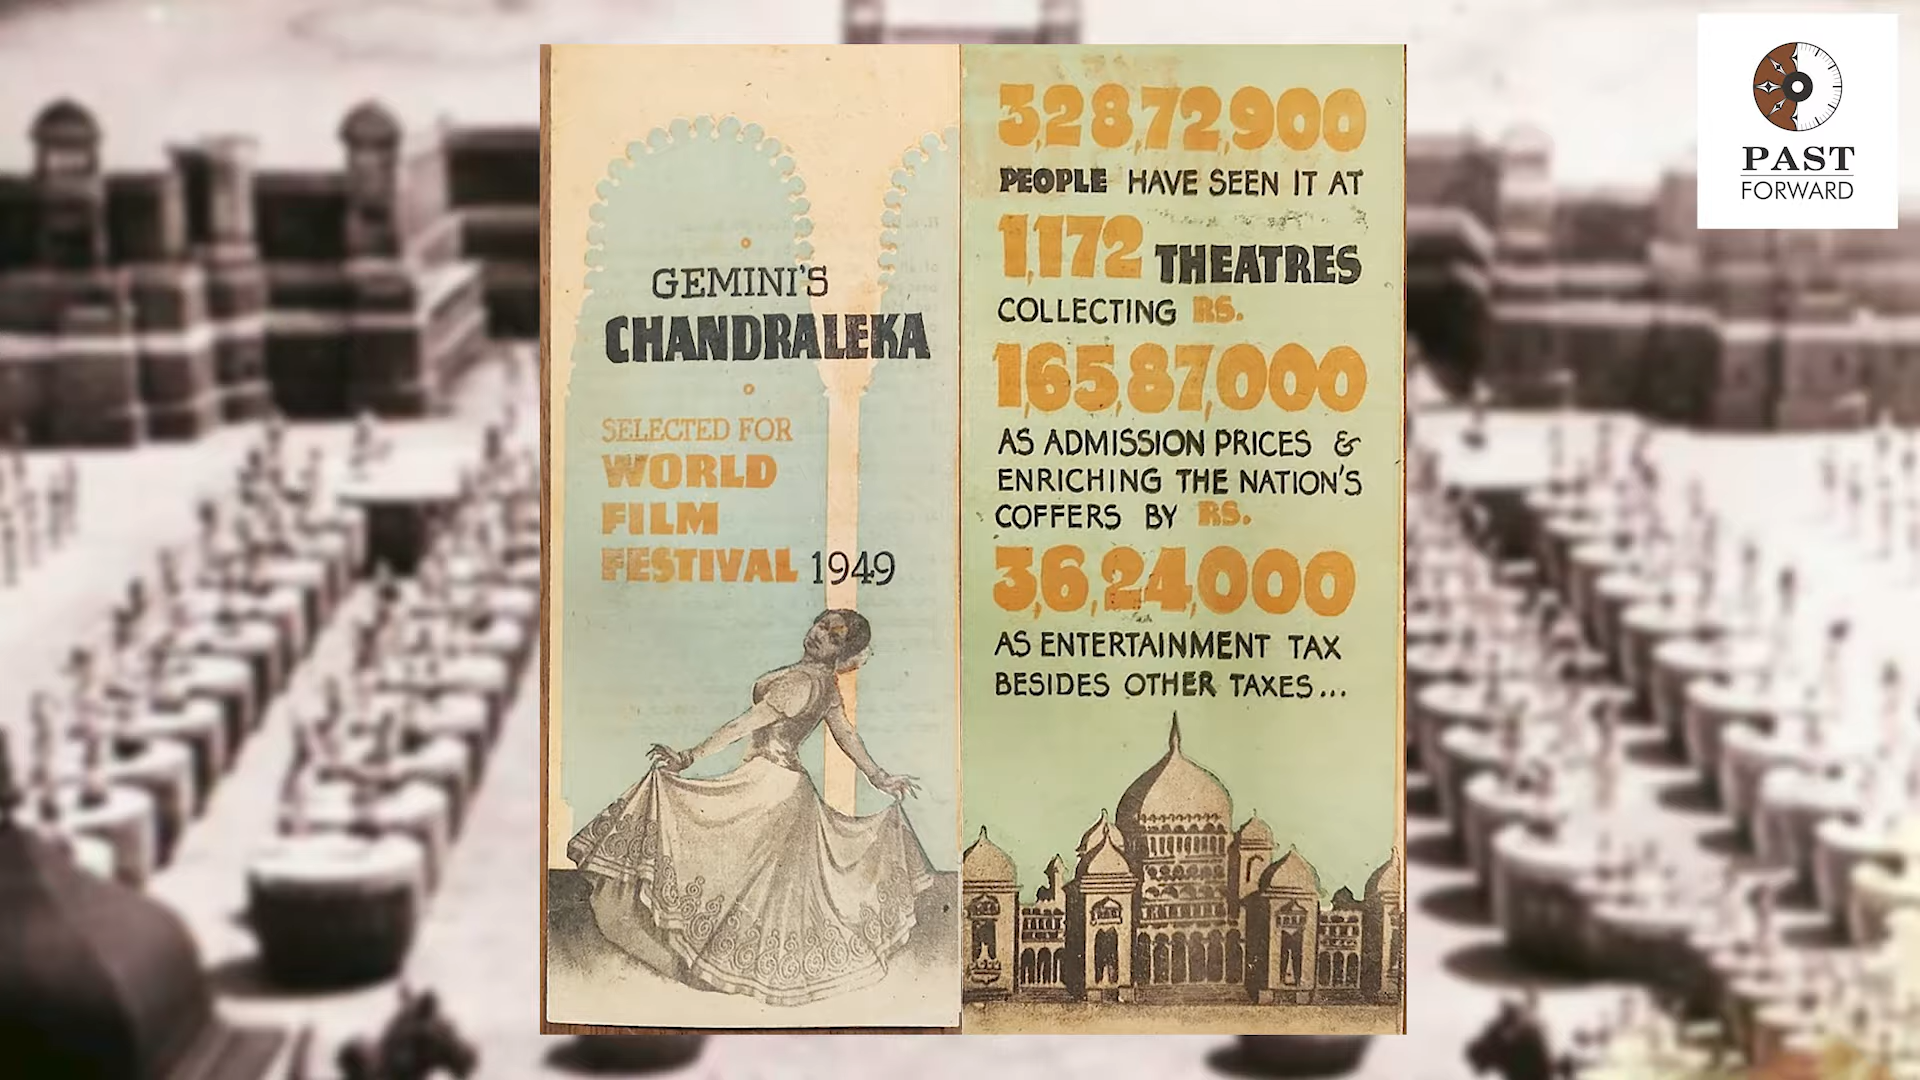 GEMINI'S
CHANDRALEKA
SELECTED FOR
WORLD
FILM
FESTIVAL 1949
3,28,72,900
PEOPLE HAVE SEEN IT AT
1,172 THEATRES
COLLECTING RS.
1,65,87,000
AS ADMISSION PRICES &
ENRICHING THE NATION'S
COFFERS BY RS.
3,6,24,000
AS ENTERTAINMENT TAX
BESIDES OTHER TAXES...
PAST
FORWARD